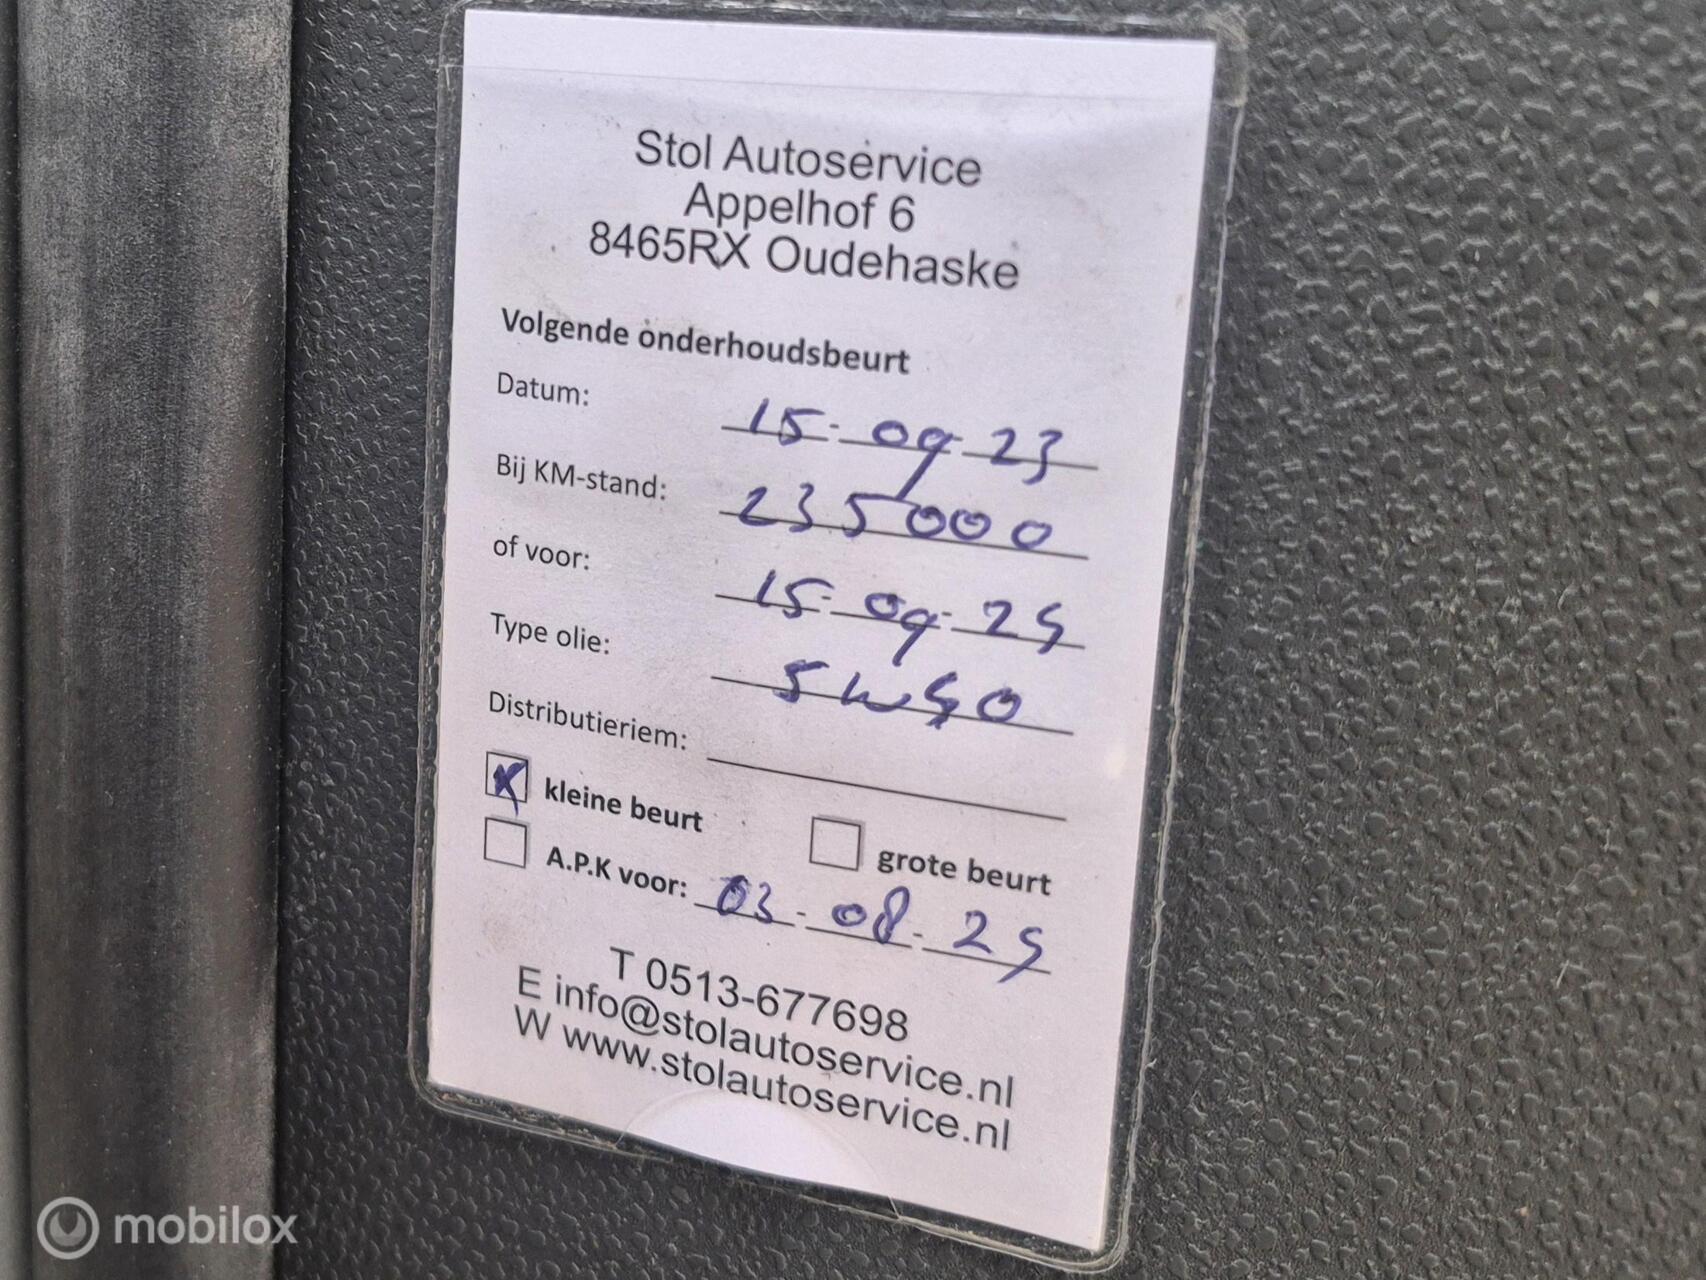 Stol Autoservice
Appelhof 6
8465RX Oudehaske
Volgende onderhoudsbeurt
Datum: 15-09-23
Bij KM-stand: 235000
of voor: 15-09-24
Type olie: 5W40
Distributieriem:
kleine beurt
grote beurt
A.P.K voor: 03-08-24
T 0513-677698
E info@stolautoservice.nl
W www.stolautoservice.nl
mobilox